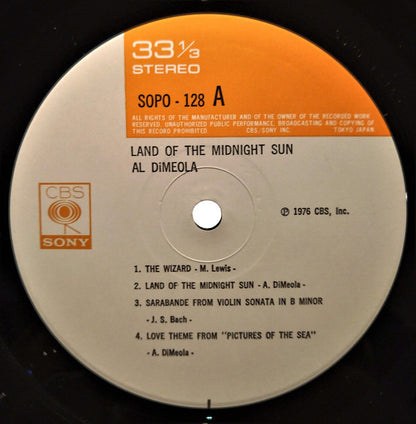 33 1/3
STEREO
SOPO - 128 A
ALL RIGHTS OF THE MANUFACTURER AND OF THE OWNER OF THE RECORDED WORK
RESERVED. UNAUTHORIZED PUBLIC PERFORMANCE, BROADCASTING AND COPYING OF
THIS RECORD PROHIBITED CBS/SONY INC. TOKYO JAPAN
LAND OF THE MIDNIGHT SUN
AL DiMEOLA
CBS
SONY
℗ 1976 CBS, Inc.
1. THE WIZARD - M. Lewis -
2. LAND OF THE MIDNIGHT SUN - A. DiMeola -
3. SARABANDE FROM VIOLIN SONATA IN B MINOR
- J. S. Bach -
4. LOVE THEME FROM "PICTURES OF THE SEA"
- A. DiMeola -